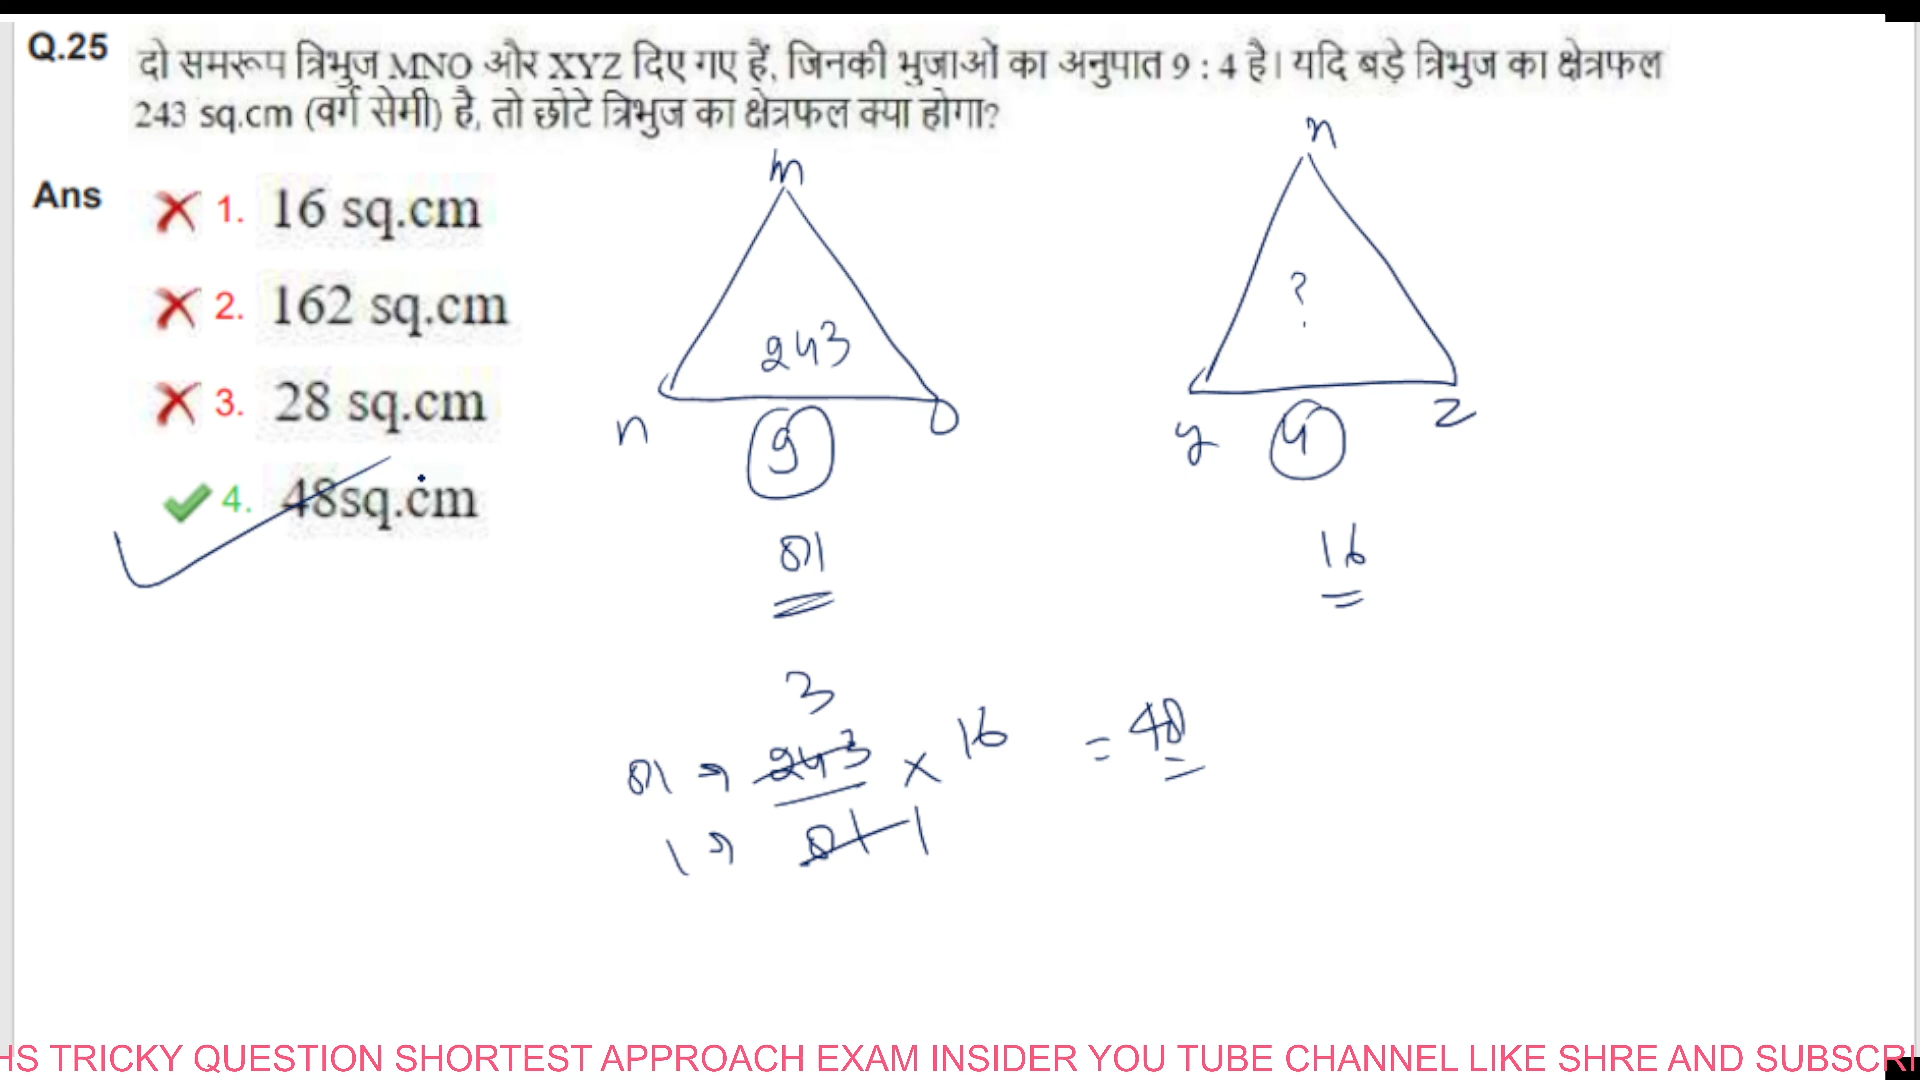 Q.25 दो समरूप त्रिभुज MNO और XYZ दिए गए हैं, जिनकी भुजाओं का अनुपात 9 : 4 है। यदि बड़े त्रिभुज का क्षेत्रफल
243 sq.cm (वर्ग सेमी) है, तो छोटे त्रिभुज का क्षेत्रफल क्या होगा?
Ans 1. 16 sq.cm
2. 162 sq.cm
3. 28 sq.cm
4. 48sq.cm
m
243
n 9 O
n
?
y 4 z
81 16
3
81 → 243 × 16 = 48
1 → 81 1
HS TRICKY QUESTION SHORTEST APPROACH EXAM INSIDER YOU TUBE CHANNEL LIKE SHRE AND SUBSCRI